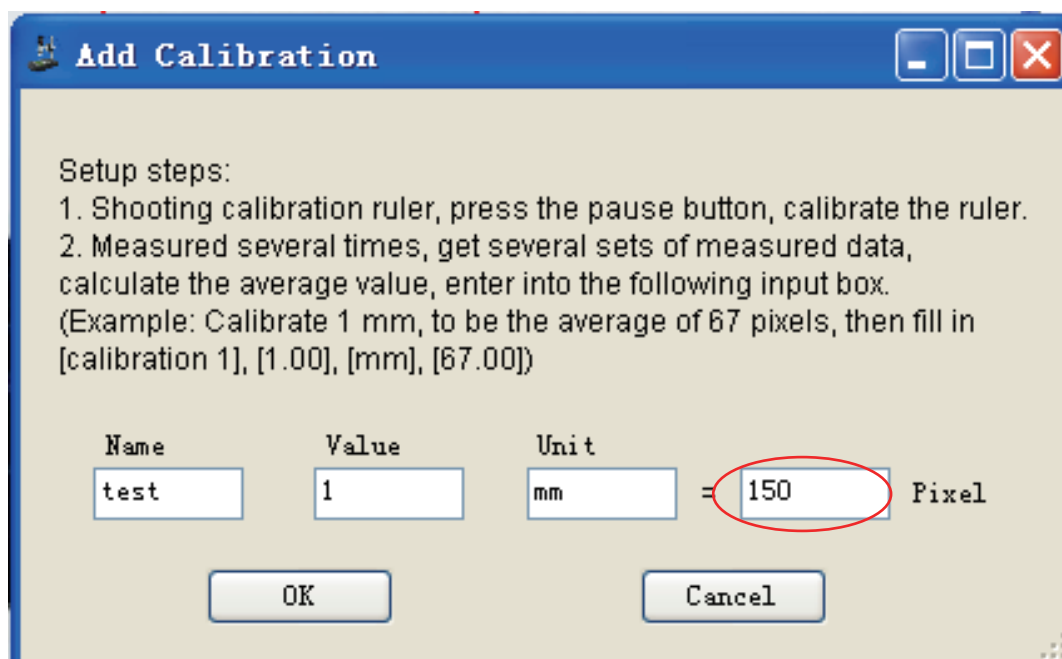 Add Calibration
Setup steps:
1. Shooting calibration ruler, press the pause button, calibrate the ruler.
2. Measured several times, get several sets of measured data,
calculate the average value, enter into the following input box.
(Example: Calibrate 1 mm, to be the average of 67 pixels, then fill in
[calibration 1], [1.00], [mm], [67.00])
Name Value Unit
test 1 mm = 150 Pixel
OK Cancel